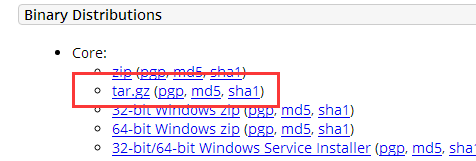 Binary Distributions
Core:
zip (pgp, md5, sha1)
tar.gz (pgp, md5, sha1)
32-bit Windows zip (pgp, md5, sha1)
64-bit Windows zip (pgp, md5, sha1)
32-bit/64-bit Windows Service Installer (pgp, md5,